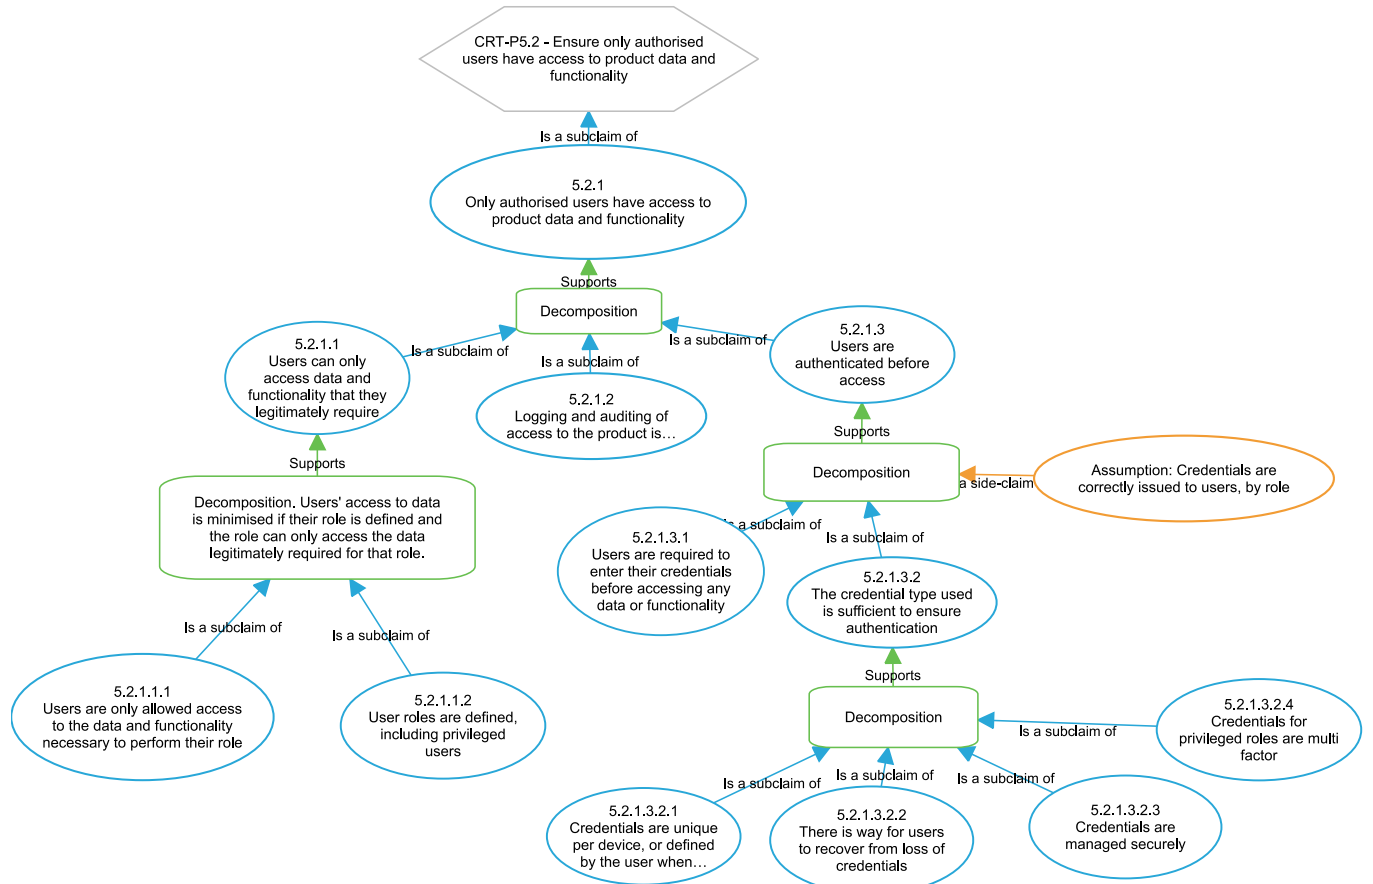 CRT-P5.2 - Ensure only authorised
users have access to product data and
functionality
Is a subclaim of
5.2.1
Only authorised users have access to
product data and functionality
Supports
Decomposition
5.2.1.1
Users can only
access data and
functionality that they
legitimately require
Is a subclaim of
Is a subclaim of
5.2.1.2
Logging and auditing of
access to the product is…
Is a subclaim of
5.2.1.3
Users are
authenticated before
access
Supports
Decomposition. Users' access to data
is minimised if their role is defined and
the role can only access the data
legitimately required for that role.
Supports
Decomposition
a side-claim
Assumption: Credentials are
correctly issued to users, by role
Is a subclaim of
5.2.1.3.1
Users are required to
enter their credentials
before accessing any
data or functionality
Is a subclaim of
5.2.1.3.2
The credential type used
is sufficient to ensure
authentication
Is a subclaim of
Is a subclaim of
5.2.1.1.1
Users are only allowed access
to the data and functionality
necessary to perform their role
5.2.1.1.2
User roles are defined,
including privileged
users
Supports
Decomposition
Is a subclaim of
5.2.1.3.2.4
Credentials for
privileged roles are multi
factor
Is a subclaim of
Is a subclaim of
Is a subclaim of
5.2.1.3.2.1
Credentials are unique
per device, or defined
by the user when…
5.2.1.3.2.2
There is way for users
to recover from loss of
credentials
5.2.1.3.2.3
Credentials are
managed securely